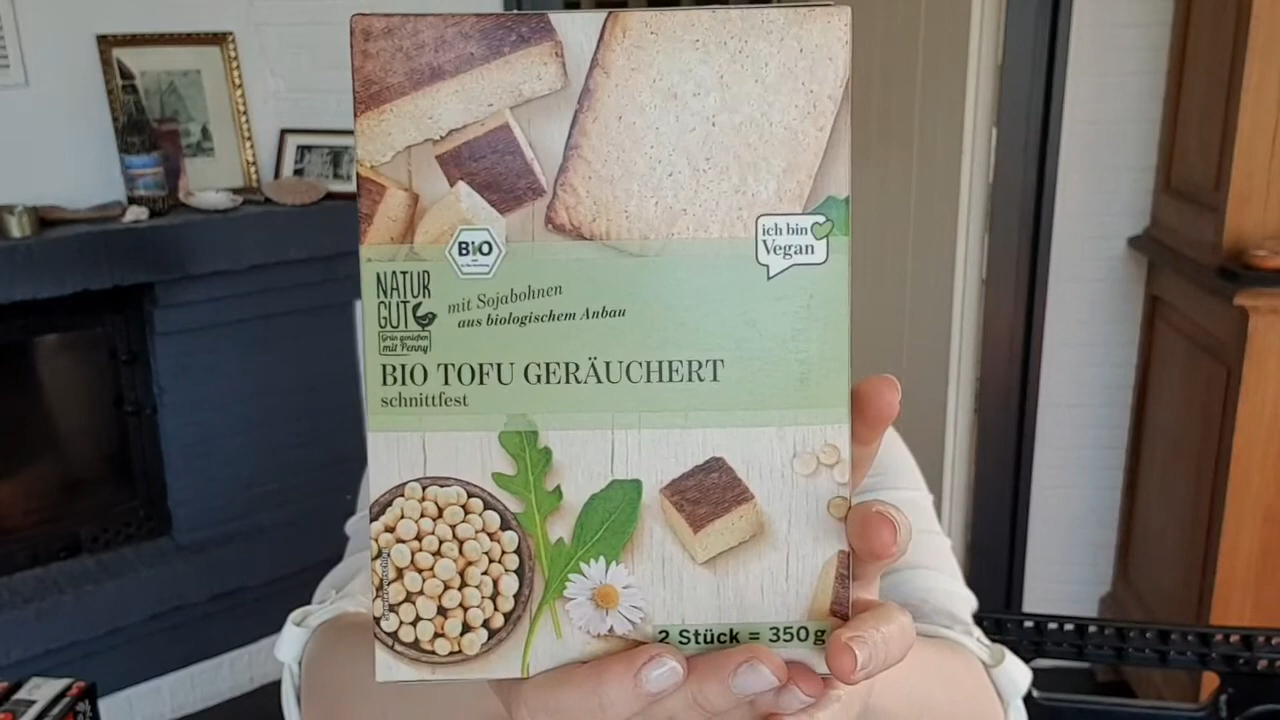 BIO
ich bin
Vegan
NATUR
GUT
Grün genießen
mit Penny
mit Sojabohnen
aus biologischem Anbau
BIO TOFU GERÄUCHERT
schnittfest
2 Stück = 350g